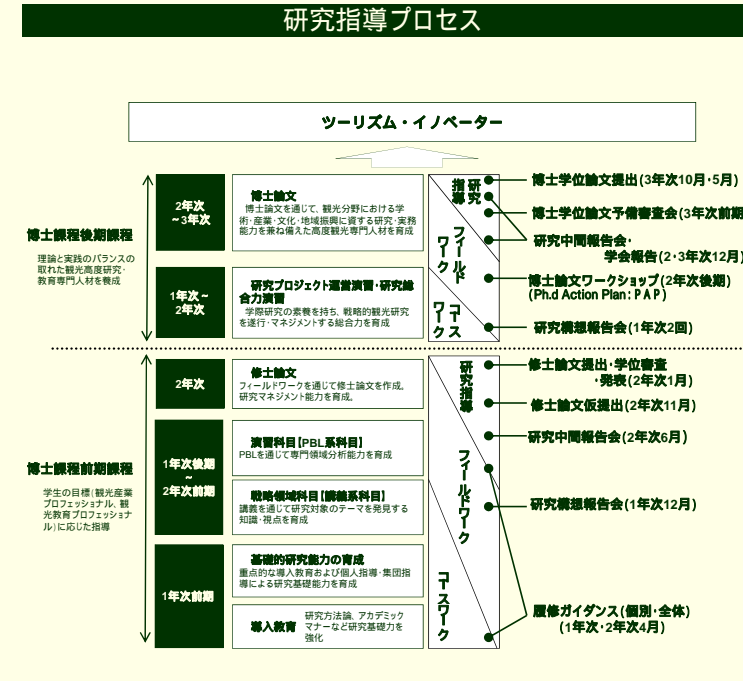 研究指導プロセス
ツーリズム・イノベーター
博士課程後期課程
理論と実践のバランスの
取れた観光高度研究・
教育専門人材を養成
2年次
～3年次
博士論文
博士論文を通じて、観光分野における学
術・産業・文化・地域振興に資する研究・実務
能力を兼ね備えた高度観光専門人材を育成
1年次～
2年次
研究プロジェクト運営演習・研究総
合力演習
学際研究の素養を持ち、戦略的観光研究
を遂行・マネジメントする総合力を育成
研究
指導
フィールド
ワーク
コース
ワーク
博士学位論文提出(3年次10月・5月)
博士学位論文予備審査会(3年次前期
研究中間報告会・
学会報告(2・3年次12月)
博士論文ワークショップ(2年次後期)
(Ph.d Action Plan: PAP)
研究構想報告会(1年次2回)
博士課程前期課程
学生の目標(観光産業
プロフェッショナル、観
光教育プロフェッショナ
ル)に応じた指導
2年次
修士論文
フィールドワークを通じて修士論文を作成。
研究マネジメント能力を育成。
1年次後期
～
2年次前期
演習科目【PBL系科目】
PBLを通じて専門領域分析能力を育成
戦略領域科目【講義系科目】
講義を通じて研究対象のテーマを発見する
知識・視点を育成
1年次前期
基礎的研究能力の育成
重点的な導入教育および個人指導・集団指
導による研究基礎能力を育成
導入教育
研究方法論、アカデミック
マナーなど研究基礎力を
強化
研究指導
フィールドワーク
コースワーク
修士論文提出・学位審査
・発表(2年次1月)
修士論文仮提出(2年次11月)
研究中間報告会(2年次6月)
研究構想報告会(1年次12月)
履修ガイダンス(個別・全体)
(1年次・2年次4月)